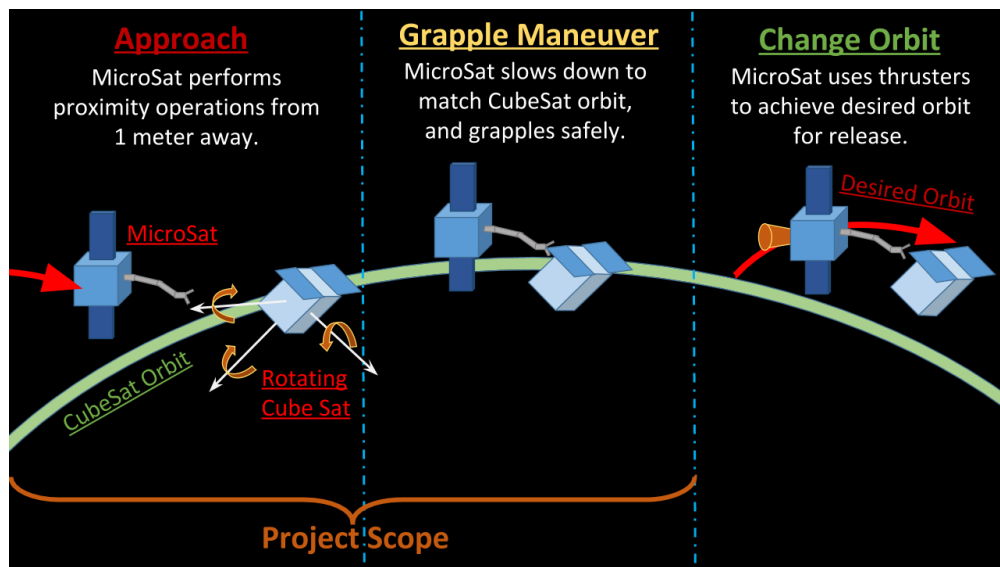 Approach
MicroSat performs
proximity operations from
1 meter away.
Grapple Maneuver
MicroSat slows down to
match CubeSat orbit,
and grapples safely.
Change Orbit
MicroSat uses thrusters
to achieve desired orbit
for release.
MicroSat
CubeSat Orbit
Rotating
Cube Sat
Desired Orbit
Project Scope